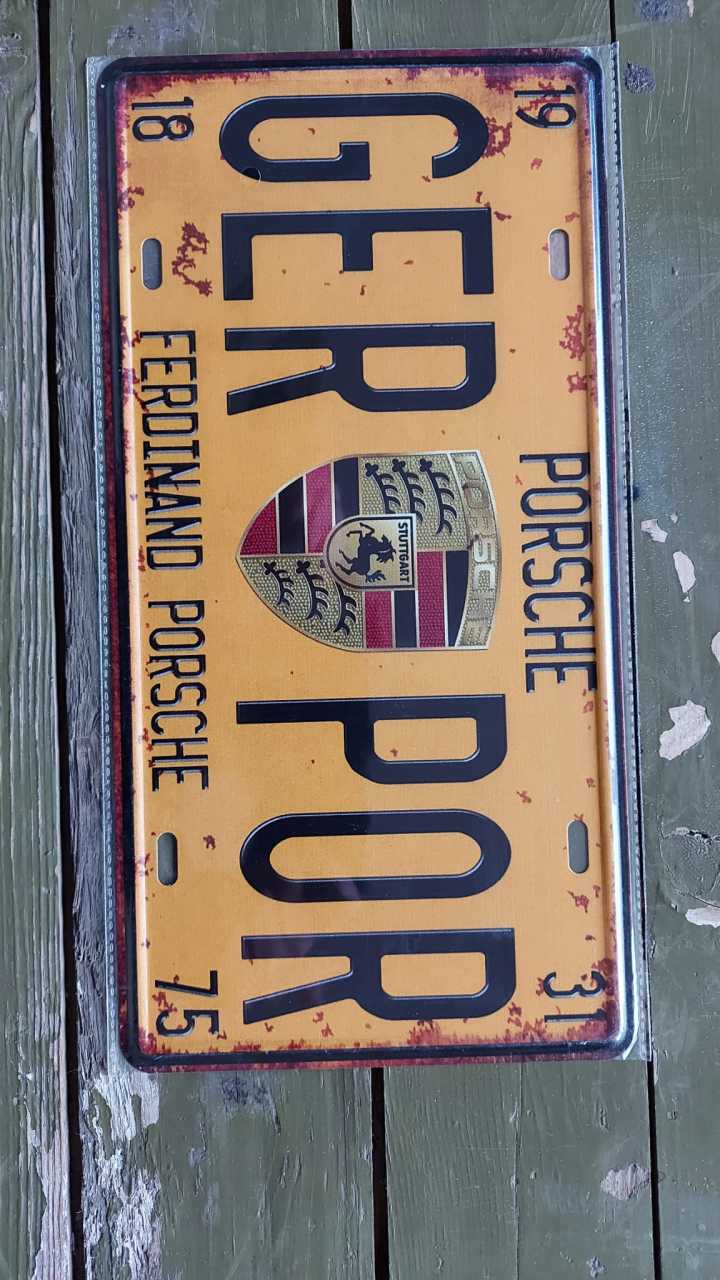 19 PORSCHE 31
GER POR
PORSCHE
STUTTGART
18 FERDINAND PORSCHE 75